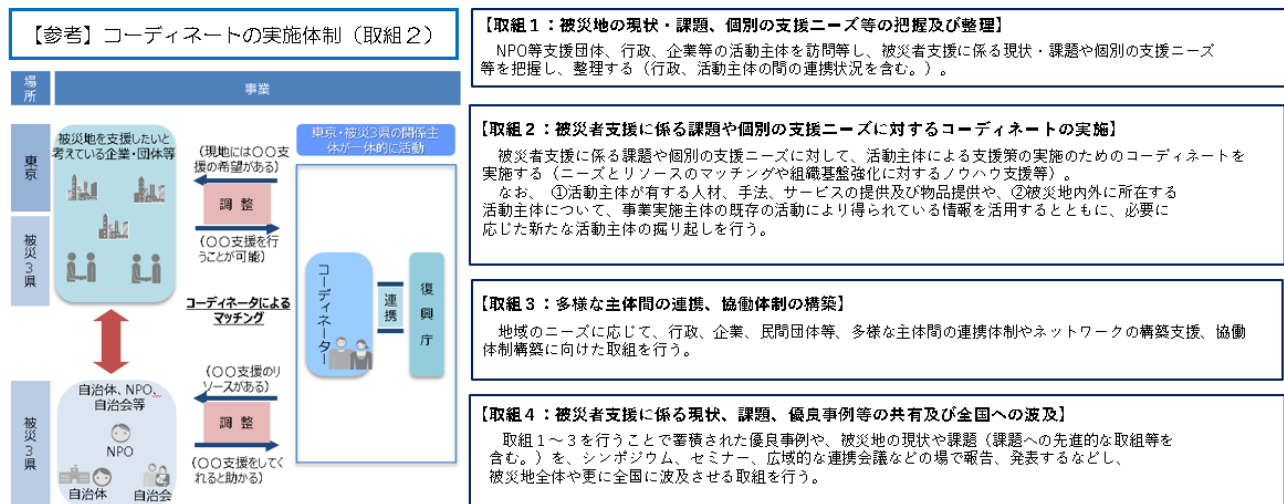 【参考】コーディネートの実施体制（取組２）
場所
事業
東京
被災３県
被災３県
被災地を支援したいと
考えている企業・団体等
（現地には〇〇支
援の希望がある）
調 整
（〇〇支援を行
うことが可能）
コーディネータによる
マッチング
東京・被災3県の関係主
体が一体的に活動
コーディネーター
連携
復興庁
自治体、NPO、
自治会等
NPO
自治体
自治会
（〇〇支援のリ
ソースがある）
調 整
（〇〇支援をしてく
れると助かる）
【取組１：被災地の現状・課題、個別の支援ニーズ等の把握及び整理】
NPO等支援団体、行政、企業等の活動主体を訪問等し、被災者支援に係る現状・課題や個別の支援ニーズ
等を把握し、整理する（行政、活動主体の間の連携状況を含む。）。
【取組２：被災者支援に係る課題や個別の支援ニーズに対するコーディネートの実施】
被災者支援に係る課題や個別の支援ニーズに対して、活動主体による支援策の実施のためのコーディネートを
実施する（ニーズとリソースのマッチングや組織基盤強化に対するノウハウ支援等）。
なお、 ①活動主体が有する人材、手法、サービスの提供及び物品提供や、②被災地内外に所在する
活動主体について、事業実施主体の既存の活動により得られている情報を活用するとともに、必要に
応じた新たな活動主体の掘り起しを行う。
【取組３：多様な主体間の連携、協働体制の構築】
地域のニーズに応じて、行政、企業、民間団体等、多様な主体間の連携体制やネットワークの構築支援、協働
体制構築に向けた取組を行う。
【取組４：被災者支援に係る現状、課題、優良事例等の共有及び全国への波及】
取組１～３を行うことで蓄積された優良事例や、被災地の現状や課題（課題への先進的な取組等を
含む。）を、シンポジウム、セミナー、広域的な連携会議などの場で報告、発表するなどし、
被災地全体や更に全国に波及させる取組を行う。